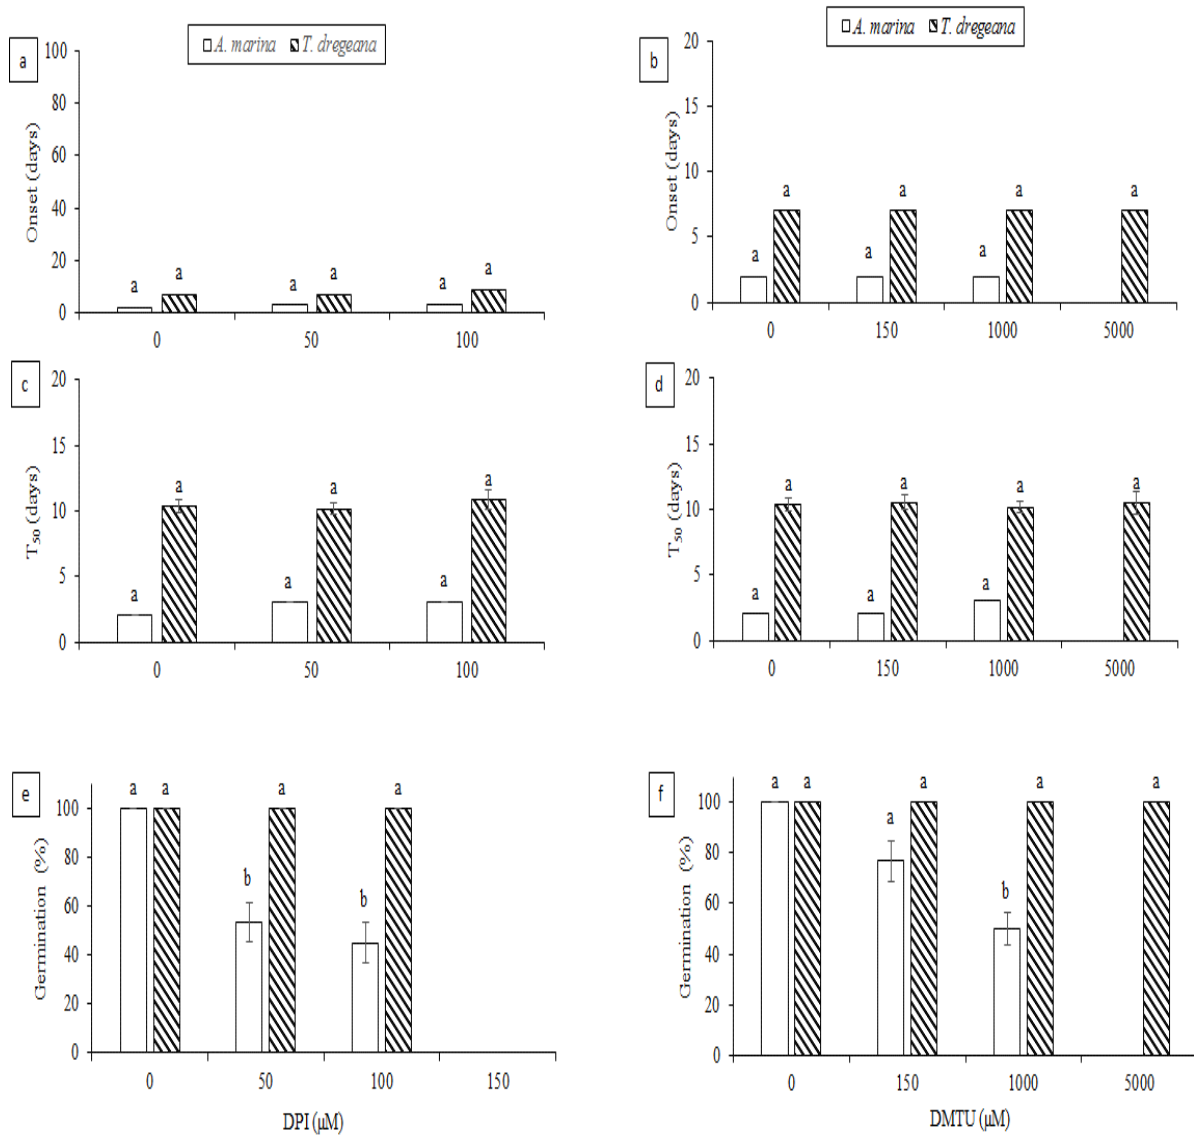 a
A. marina T. dregeana
100
80
60
40
20
0
Onset (days)
a a a a a a
0 50 100
b
A. marina T. dregeana
20
15
10
5
0
Onset (days)
a a a a a a a
0 150 1000 5000
c
20
15
10
5
0
T50 (days)
a a a a a a
0 50 100
d
20
15
10
5
0
T50 (days)
a a a a a a a
0 150 1000 5000
e
100
80
60
40
20
0
Germination (%)
a a b a b a
0 50 100 150
DPI (µM)
f
100
80
60
40
20
0
Germination (%)
a a a a b a a
0 150 1000 5000
DMTU (µM)